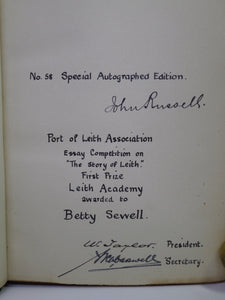 No. 58 Special Autographed Edition.
John Russell.
Port of Leith Association
Essay Competition on
"The Story of Leith."
First Prize
Leith Academy
awarded to
Betty Sewell.
W. Taylor. President.
Secretary.